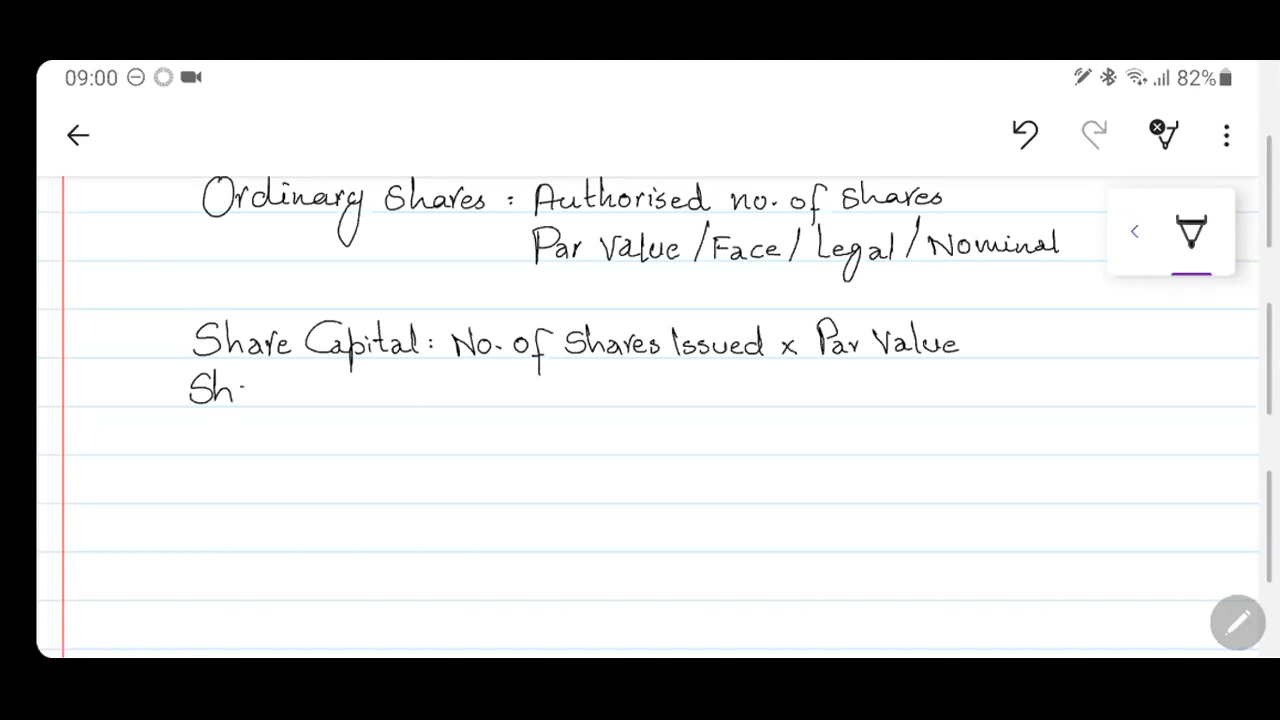 09:00 82%
Ordinary Shares : Authorised no. of Shares
Par Value / Face / Legal / Nominal
Share Capital : No. of Shares Issued x Par Value
Sh